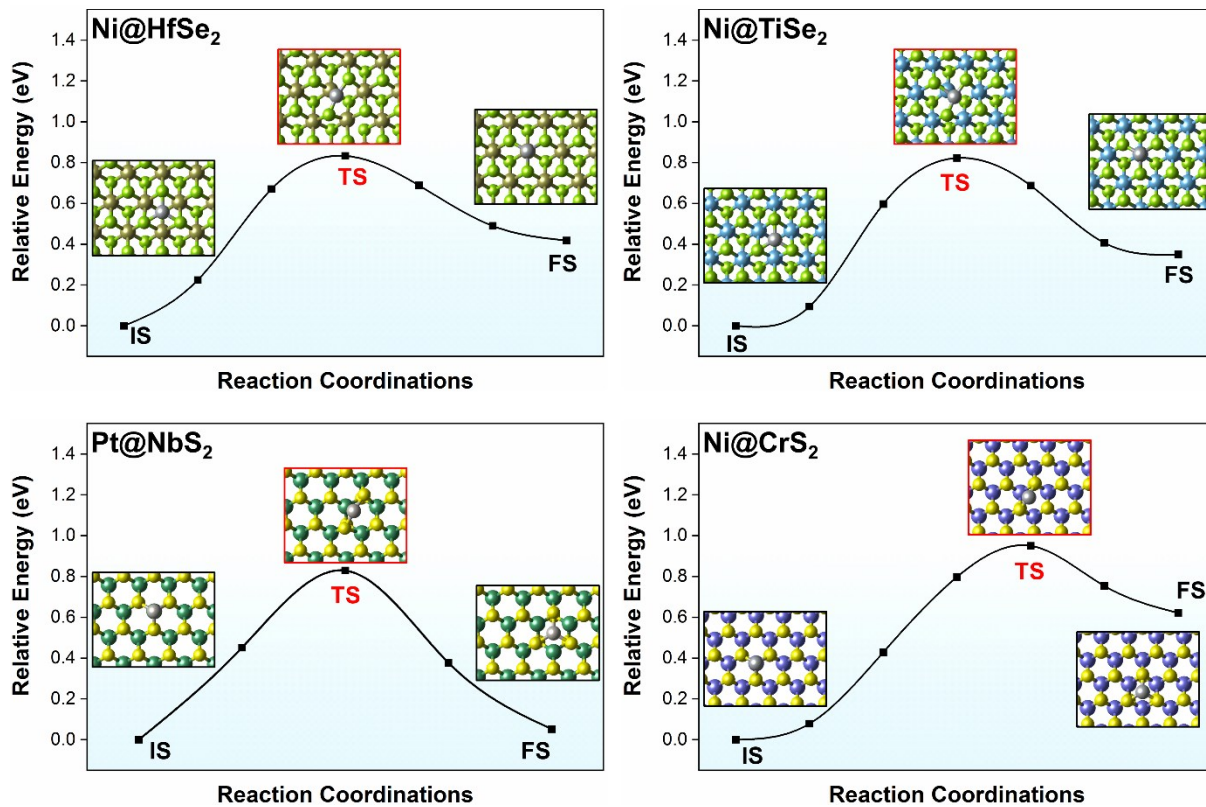 Ni@HfSe₂
Relative Energy (eV)
1.4
1.2
1.0
0.8
0.6
0.4
0.2
0.0
IS
TS
FS
Reaction Coordinations
Ni@TiSe₂
Relative Energy (eV)
1.4
1.2
1.0
0.8
0.6
0.4
0.2
0.0
IS
TS
FS
Reaction Coordinations
Pt@NbS₂
Relative Energy (eV)
1.4
1.2
1.0
0.8
0.6
0.4
0.2
0.0
IS
TS
FS
Reaction Coordinations
Ni@CrS₂
Relative Energy (eV)
1.4
1.2
1.0
0.8
0.6
0.4
0.2
0.0
IS
TS
FS
Reaction Coordinations